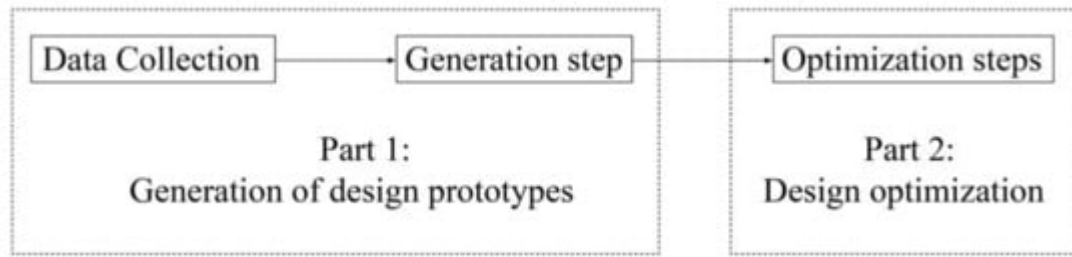 Data Collection
Generation step
Optimization steps
Part 1:
Generation of design prototypes
Part 2:
Design optimization